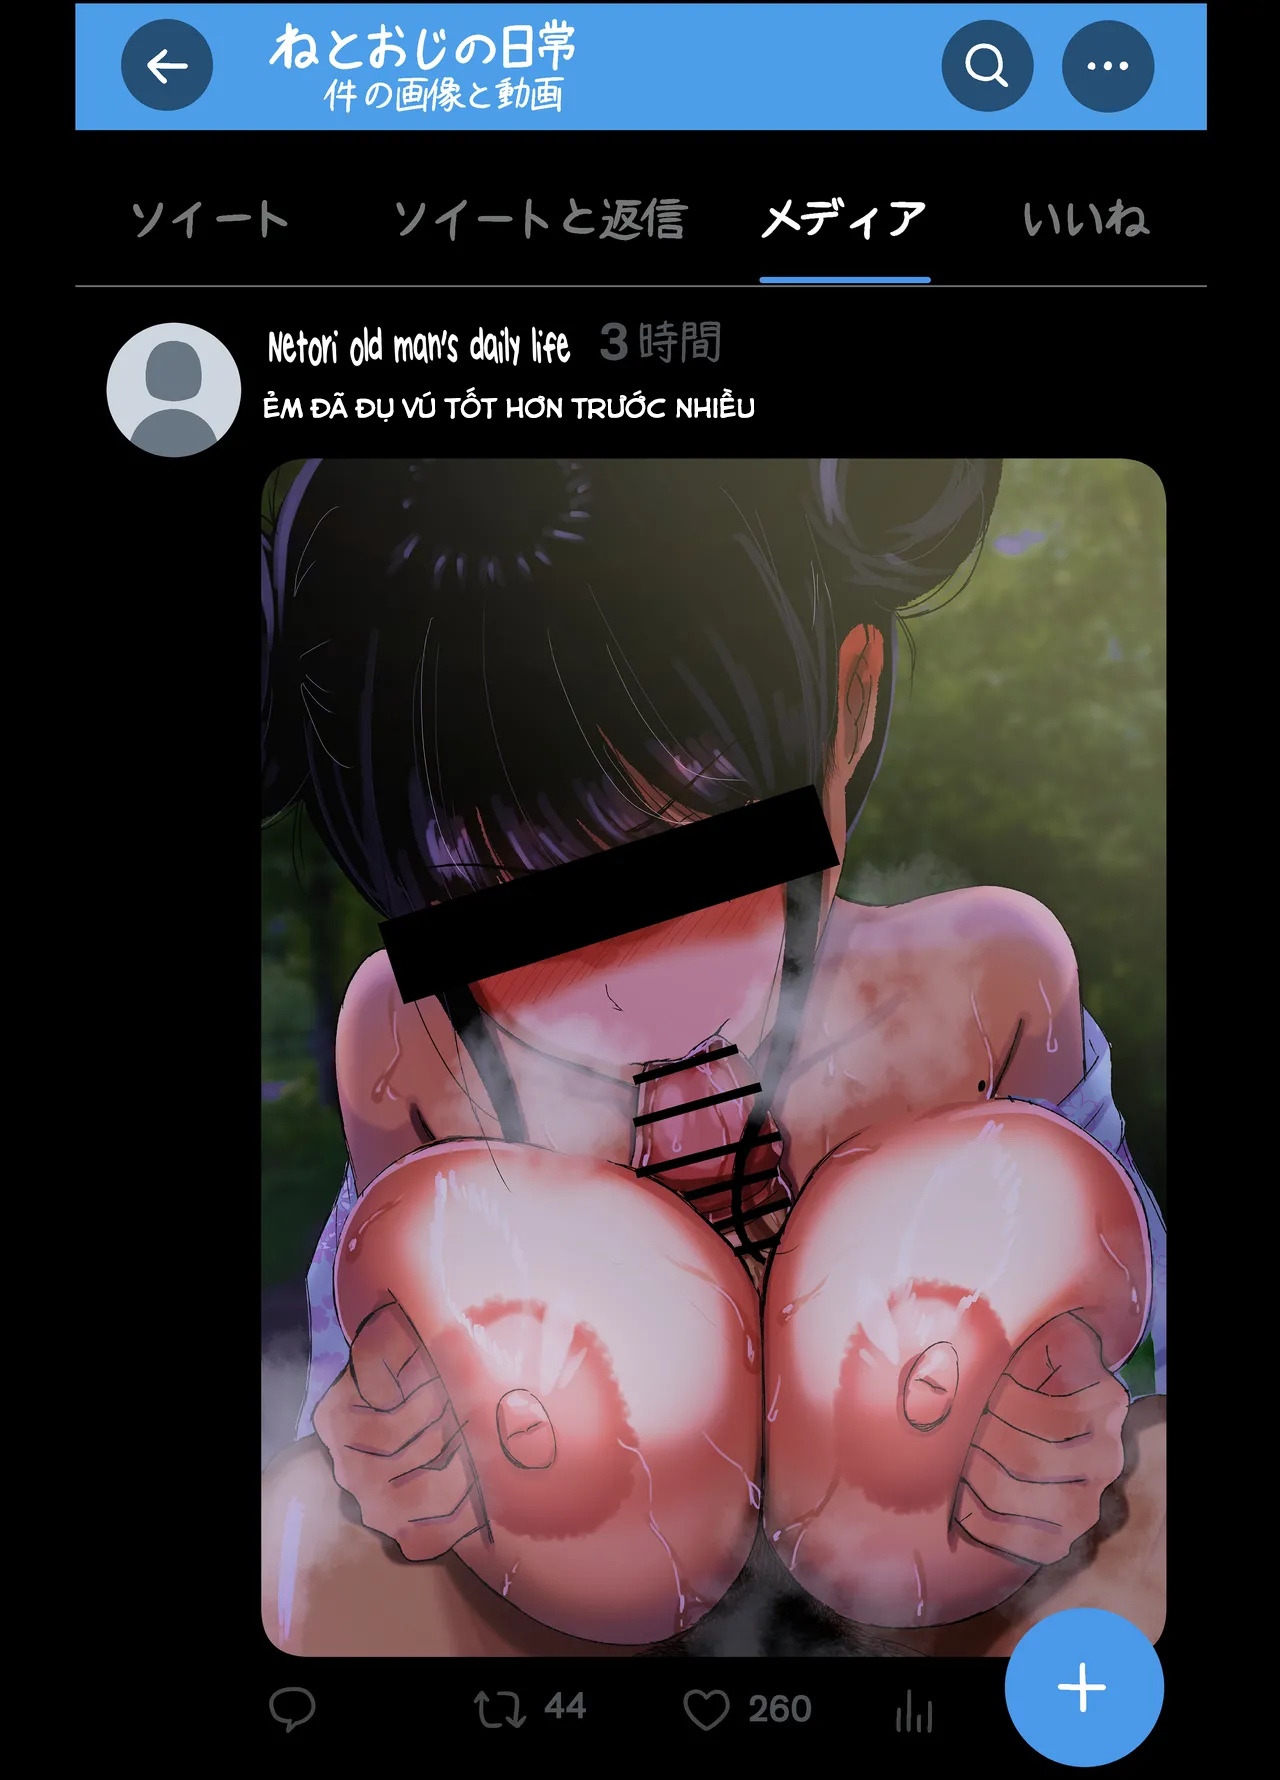 ねとおじの日常
件の画像と動画
ツイート
ツイートと返信
メディア
いいね
Netori old man's daily life 3時間
ẺM ĐÃ ĐỤ VÚ TỐT HƠN TRƯỚC NHIỀU
44
260